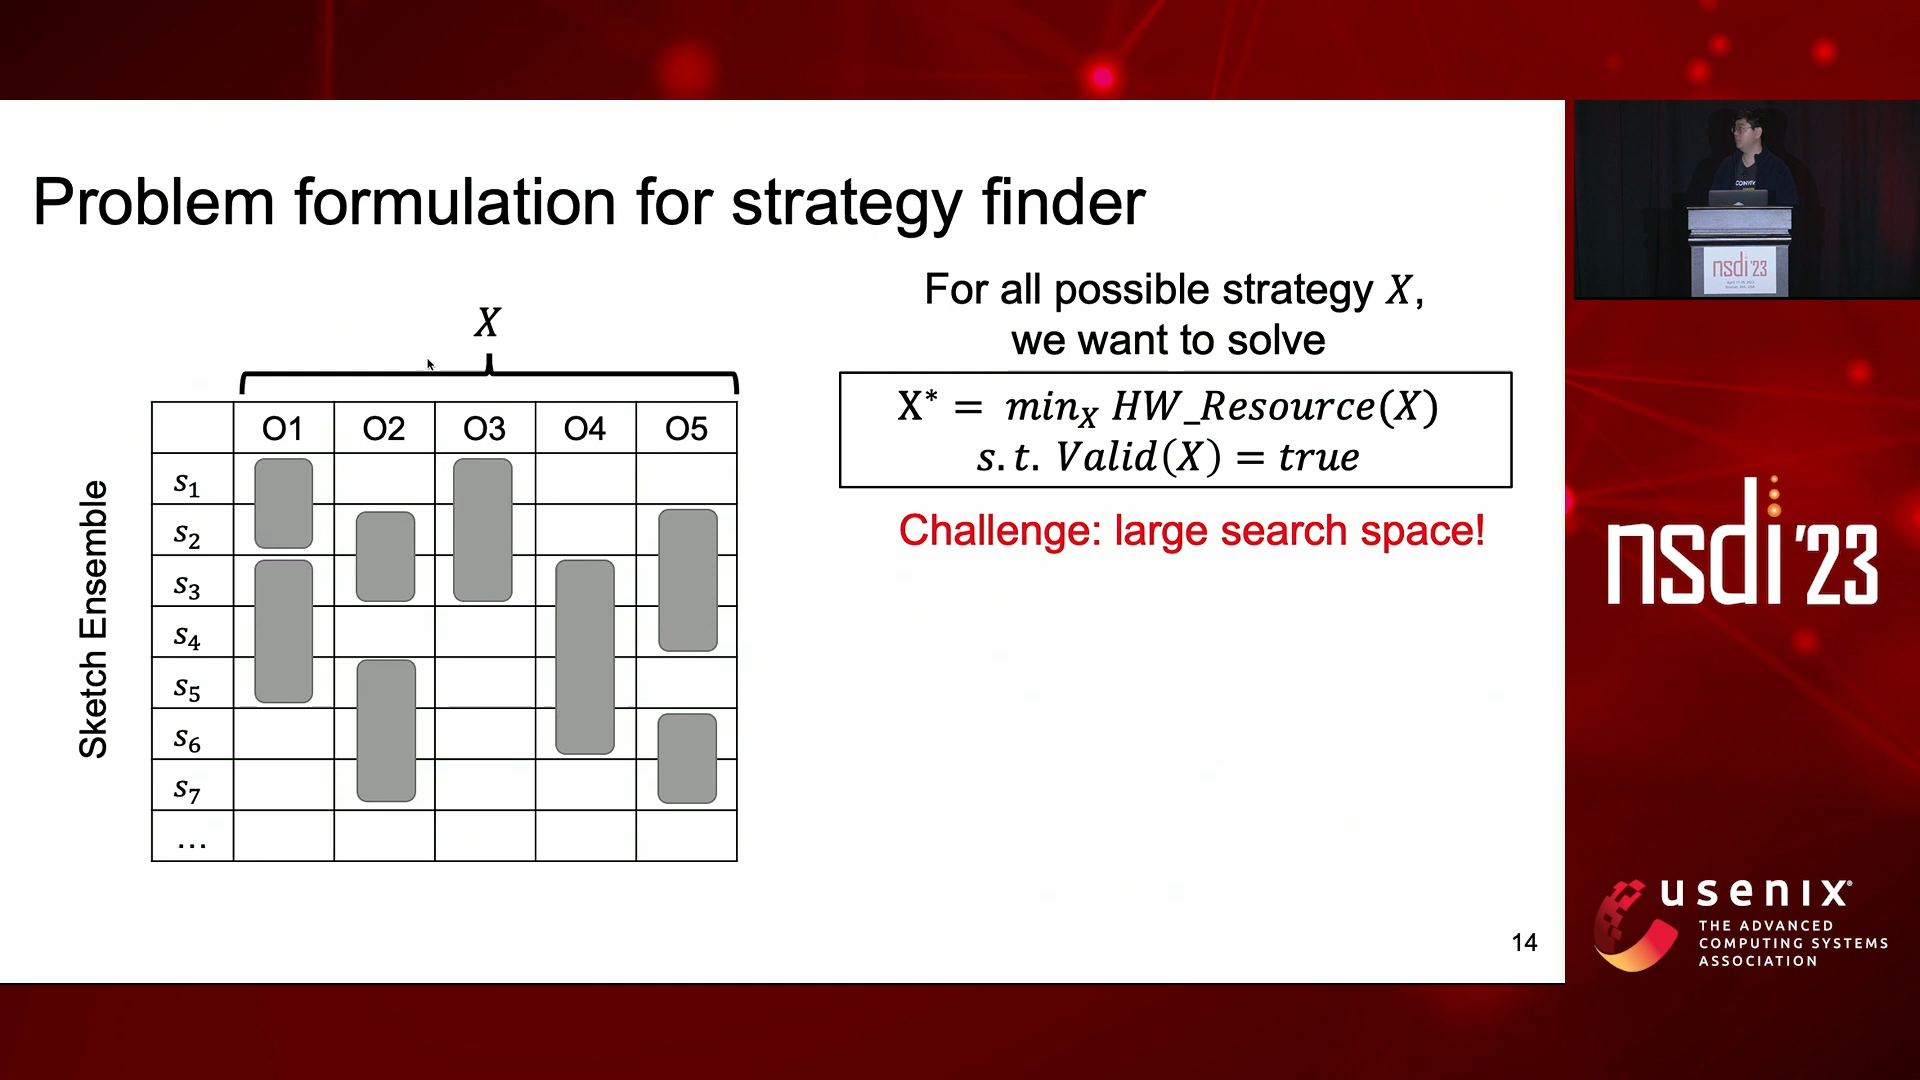 Problem formulation for strategy finder
X
O1 O2 O3 O4 O5
Sketch Ensemble
s₁
s₂
s₃
s₄
s₅
s₆
s₇
...
For all possible strategy X,
we want to solve
X* = min_X HW_Resource(X)
s.t. Valid(X) = true
Challenge: large search space!
14
nsdi '23
nsdi '23
usenix
THE ADVANCED
COMPUTING SYSTEMS
ASSOCIATION